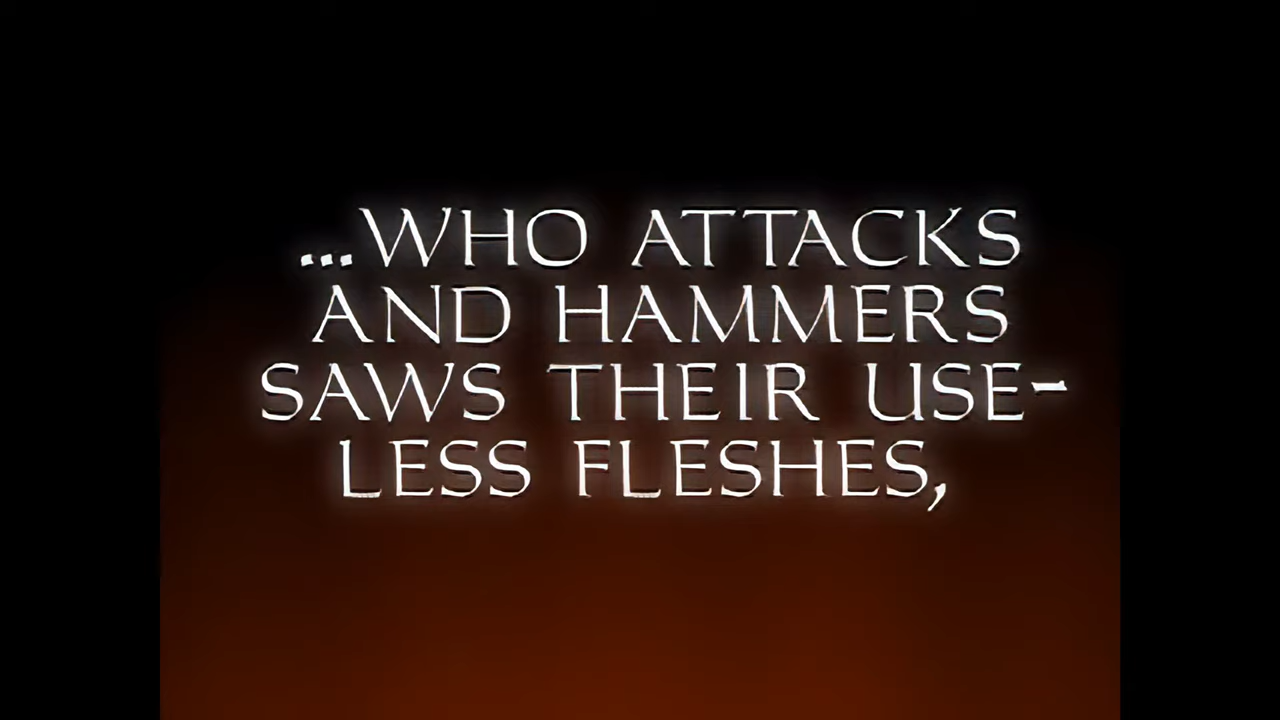 ...WHO ATTACKS
AND HAMMERS
SAWS THEIR USE-
LESS FLESHES,